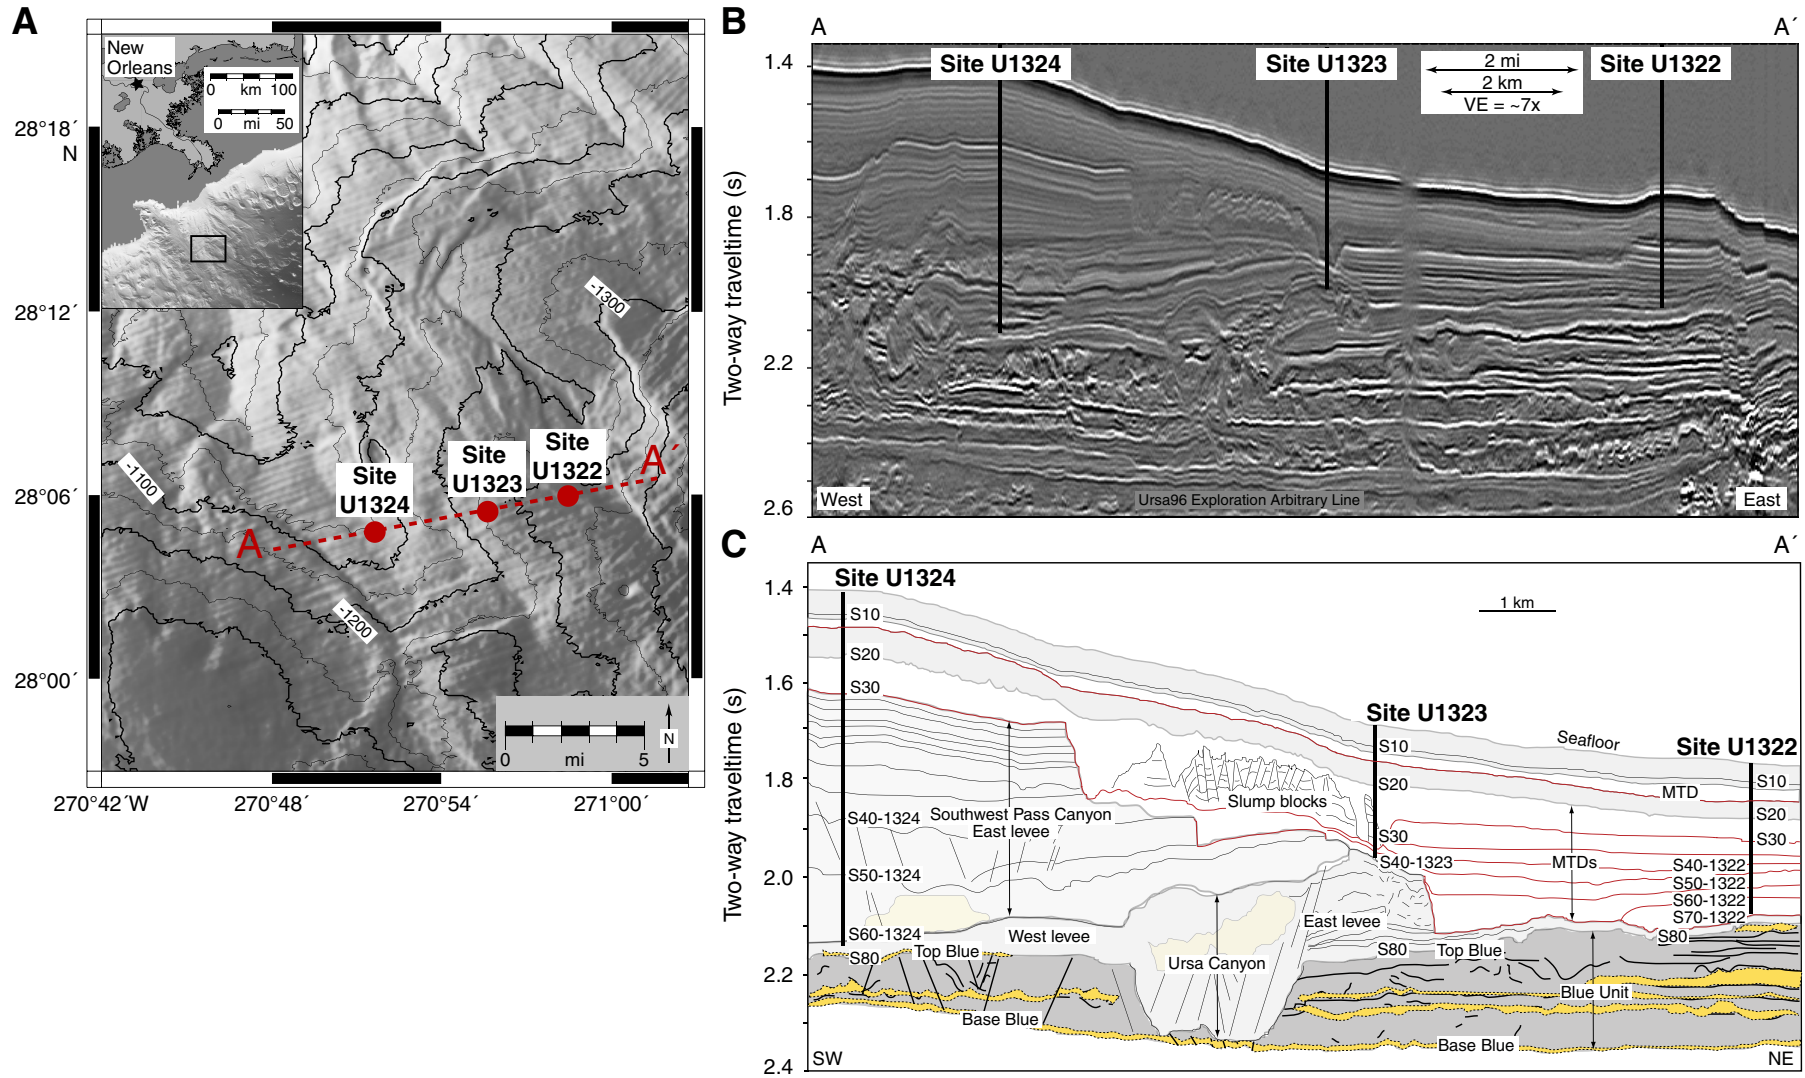 A
New
Orleans
0 km 100
0 mi 50
28°18´
N
28°12´
28°06´
28°00´
-1300
-1100
-1200
Site
U1324
Site
U1323
Site
U1322
A
A´
0 mi 5
N
270°42´W
270°48´
270°54´
271°00´
B
A
A´
Two-way traveltime (s)
1.4
1.8
2.2
2.6
Site U1324
Site U1323
Site U1322
2 mi
2 km
VE = ~7x
West
Ursa96 Exploration Arbitrary Line
East
C
A
A´
Two-way traveltime (s)
1.4
1.6
1.8
2.0
2.2
2.4
Site U1324
1 km
S10
S20
S30
Site U1323
Seafloor
Site U1322
S10
S10
S20
MTD
S20
Slump blocks
Southwest Pass Canyon
East levee
S40-1324
S30
S30
S40-1323
MTDs
S40-1322
S50-1324
S50-1322
S60-1322
S70-1322
East levee
S60-1324
West levee
S80
S80
Top Blue
S80
Top Blue
Ursa Canyon
Blue Unit
Base Blue
Base Blue
SW
NE